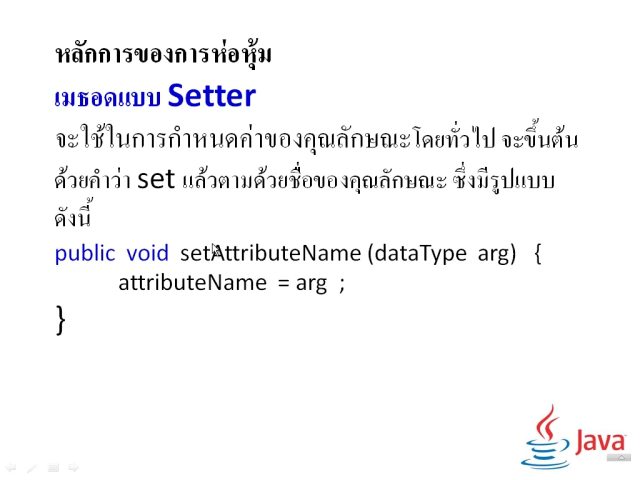 หลักการของการห่อหุ้ม
เมธอดแบบ Setter
จะใช้ในการกำหนดค่าของคุณลักษณะโดยทั่วไป จะขึ้นต้น
ด้วยคำว่า set แล้วตามด้วยชื่อของคุณลักษณะ ซึ่งมีรูปแบบ
ดังนี้
public void setAttributeName (dataType arg) {
attributeName = arg ;
}
Java